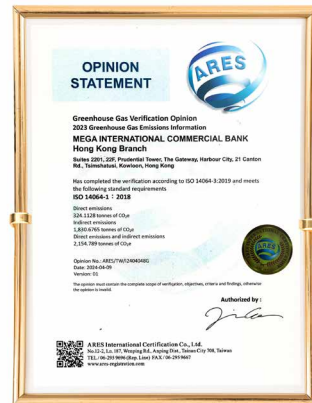 OPINION
STATEMENT
ARES
Greenhouse Gas Verification Opinion
2023 Greenhouse Gas Emissions Information
MEGA INTERNATIONAL COMMERCIAL BANK
Hong Kong Branch
Suites 2201, 22F, Prudential Tower, The Gateway, Harbour City, 21 Canton
Rd., Tsimshatsui, Kowloon, Hong Kong
Has completed the verification according to ISO 14064-3:2019 and meets
the following standard requirements
ISO 14064-1：2018
Direct emissions
324.1128 tonnes of CO₂e
Indirect emissions
1,830.6765 tonnes of CO₂e
Direct emissions and indirect emissions
2,154.789 tonnes of CO₂e
Opinion No.: ARES/TW/I2404048G
Date: 2024-04-09
Version: 01
The opinion must contain the complete scope of verification, objectives, criteria and findings, otherwise
the opinion is invalid.
ARES
Authorized by :
ARES International Certification Co., Ltd.
No.12-2, Ln. 187, Wenping Rd., Anping Dist., Tainan City 708, Taiwan
TEL / 06-293 9696 (Rep. Line) FAX / 06-293 9667
www.ares-registration.com